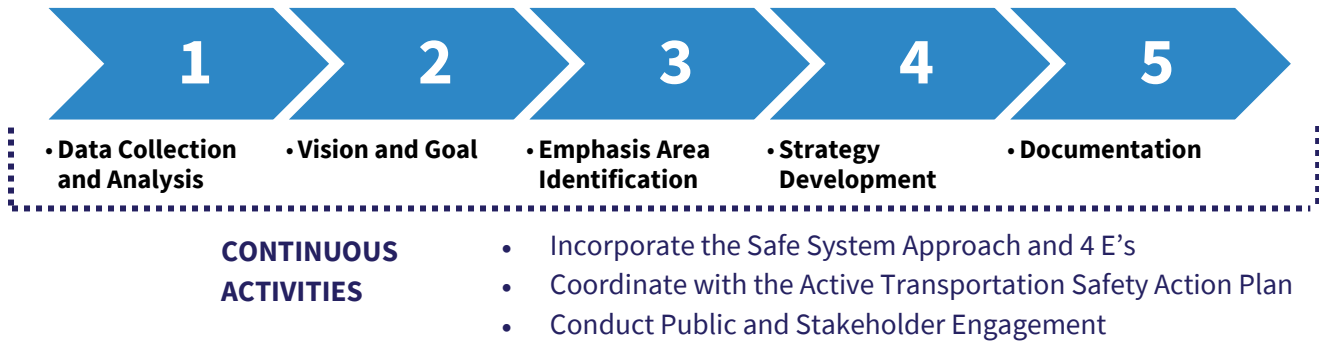 1
2
3
4
5
• Data Collection
and Analysis
• Vision and Goal
• Emphasis Area
Identification
• Strategy
Development
• Documentation
CONTINUOUS
ACTIVITIES
• Incorporate the Safe System Approach and 4 E’s
• Coordinate with the Active Transportation Safety Action Plan
• Conduct Public and Stakeholder Engagement